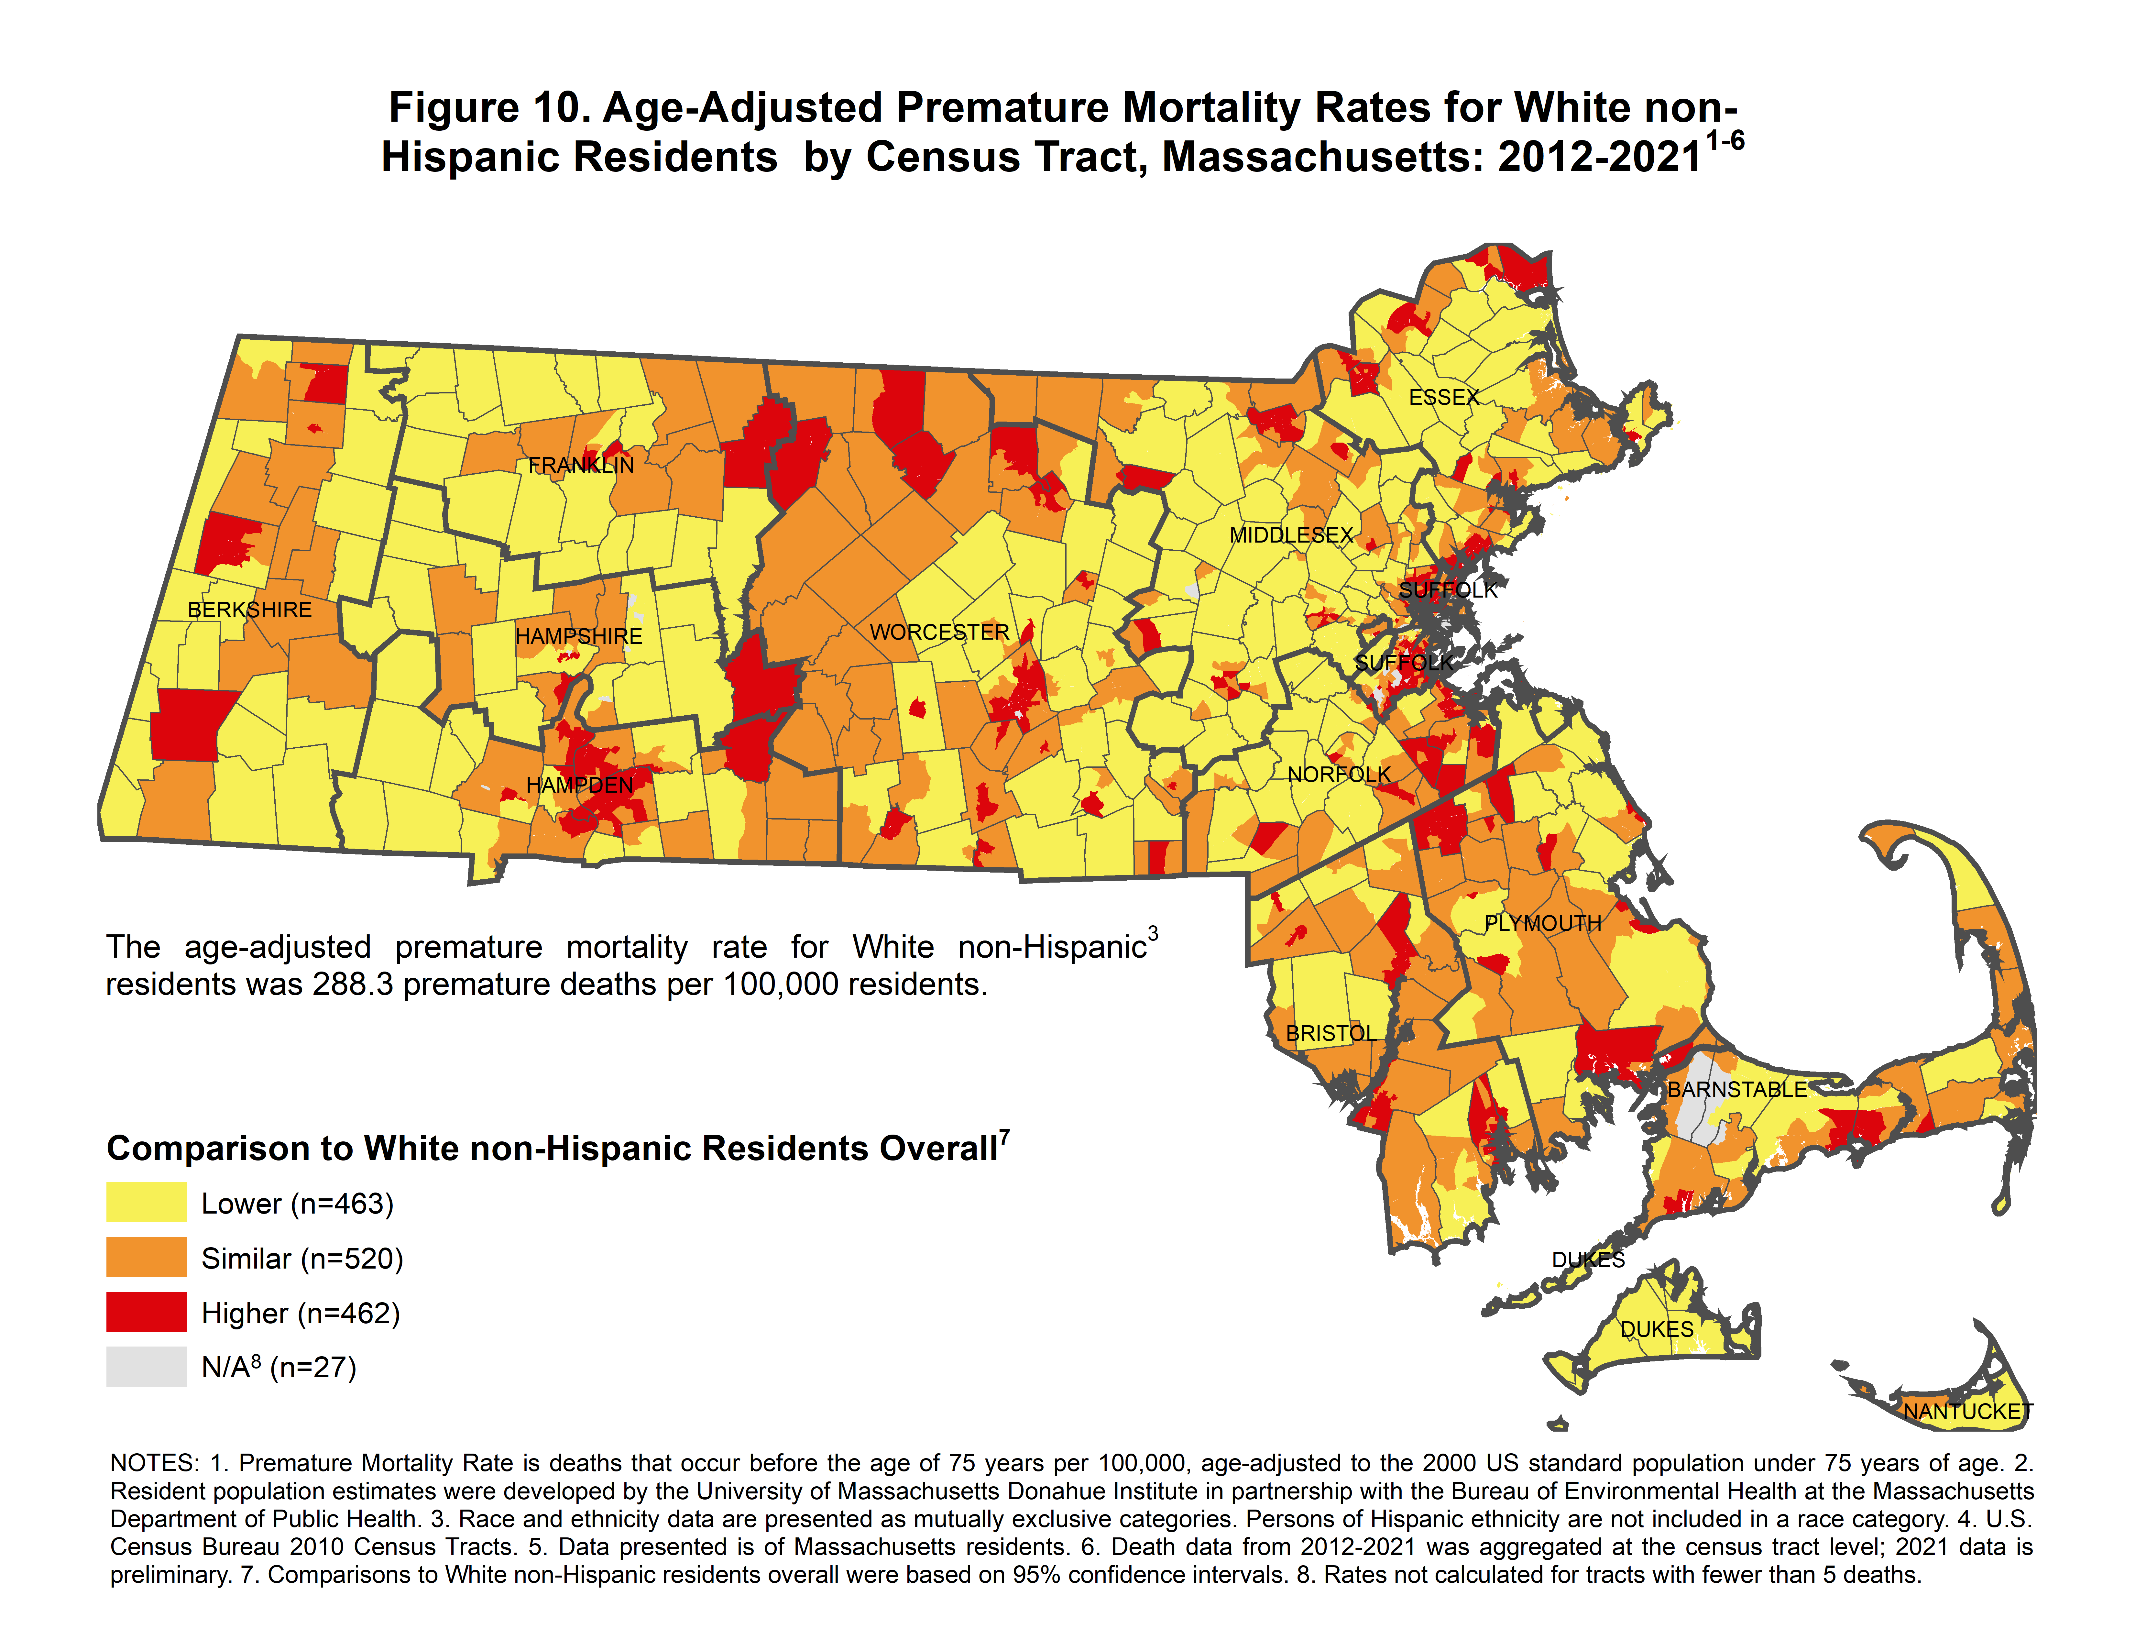 Figure 10. Age-Adjusted Premature Mortality Rates for White non-
Hispanic Residents by Census Tract, Massachusetts: 2012-2021¹⁻⁶
ESSEX
FRANKLIN
MIDDLESEX
SUFFOLK
BERKSHIRE
HAMPSHIRE
WORCESTER
SUFFOLK
NORFOLK
HAMPDEN
PLYMOUTH
The age-adjusted premature mortality rate for White non-Hispanic³
residents was 288.3 premature deaths per 100,000 residents.
BRISTOL
BARNSTABLE
Comparison to White non-Hispanic Residents Overall⁷
Lower (n=463)
Similar (n=520)
Higher (n=462)
N/A⁸ (n=27)
DUKES
DUKES
NANTUCKET
NOTES: 1. Premature Mortality Rate is deaths that occur before the age of 75 years per 100,000, age-adjusted to the 2000 US standard population under 75 years of age. 2.
Resident population estimates were developed by the University of Massachusetts Donahue Institute in partnership with the Bureau of Environmental Health at the Massachusetts
Department of Public Health. 3. Race and ethnicity data are presented as mutually exclusive categories. Persons of Hispanic ethnicity are not included in a race category. 4. U.S.
Census Bureau 2010 Census Tracts. 5. Data presented is of Massachusetts residents. 6. Death data from 2012-2021 was aggregated at the census tract level; 2021 data is
preliminary. 7. Comparisons to White non-Hispanic residents overall were based on 95% confidence intervals. 8. Rates not calculated for tracts with fewer than 5 deaths.